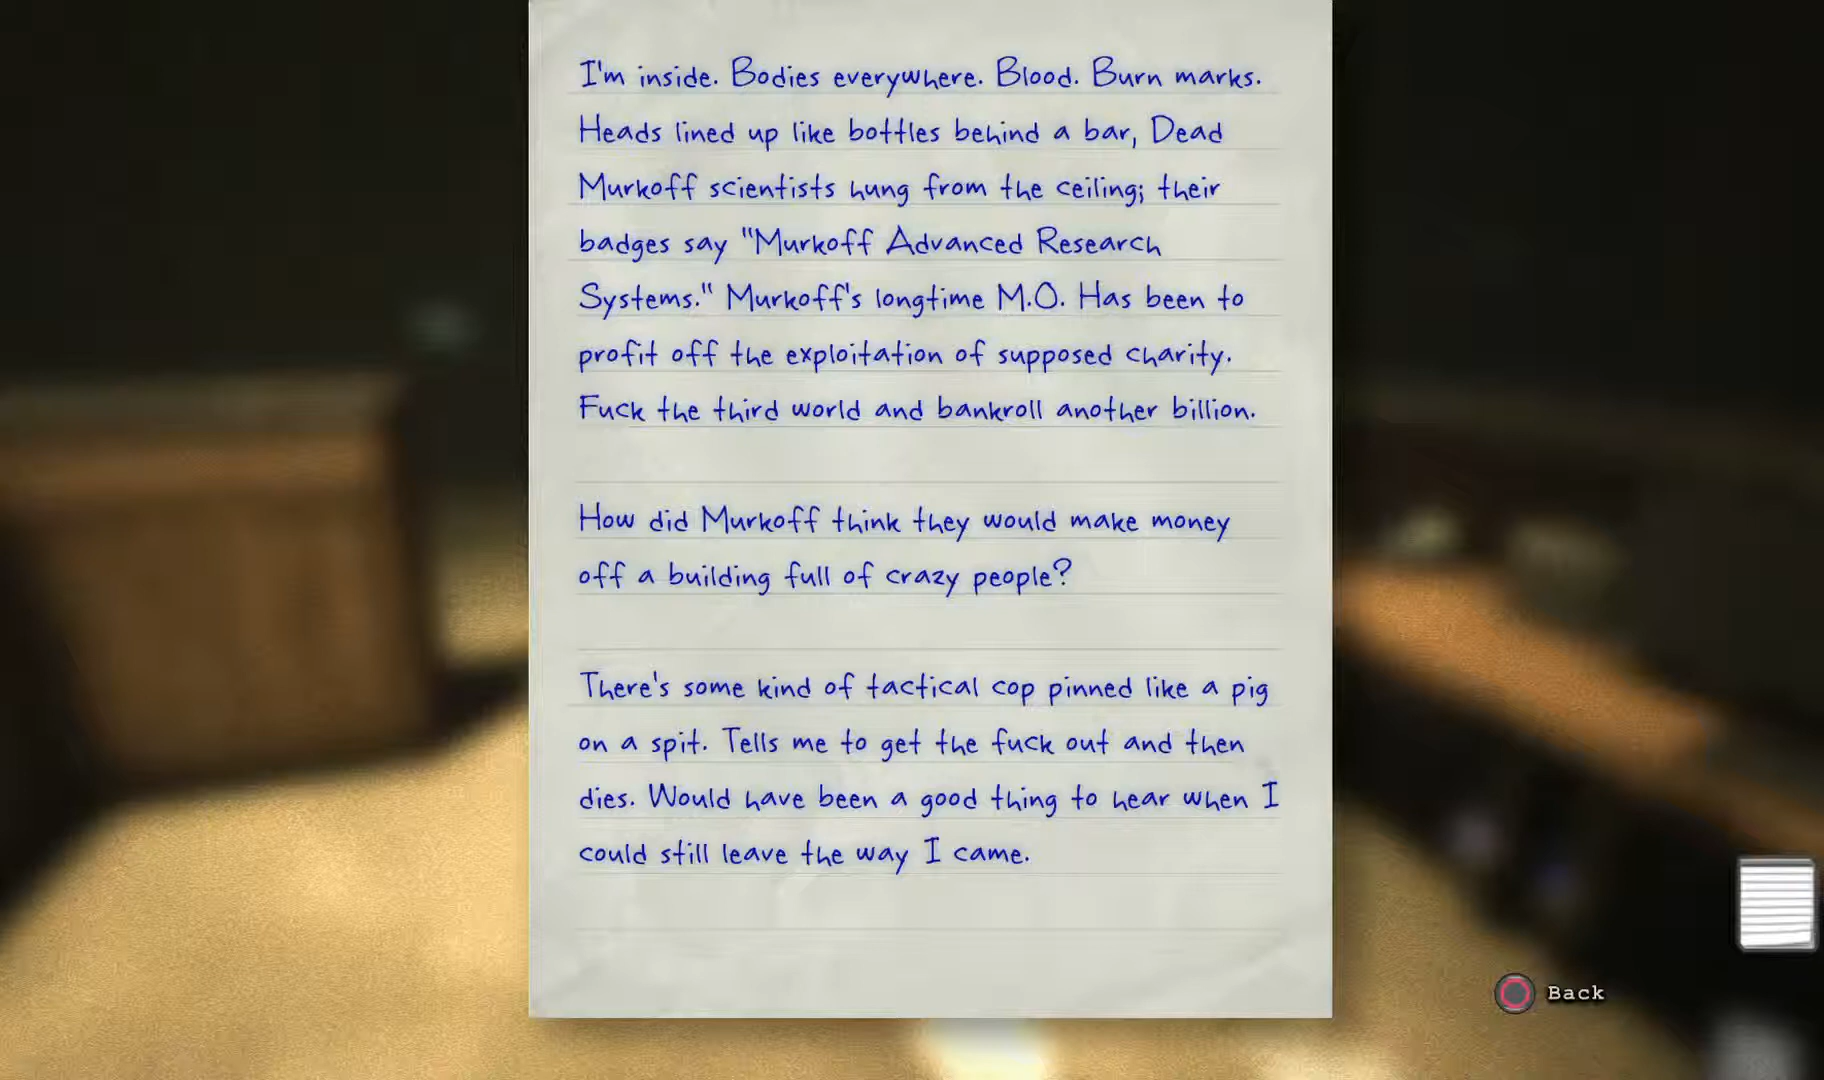 I'm inside. Bodies everywhere. Blood. Burn marks.
Heads lined up like bottles behind a bar, Dead
Murkoff scientists hung from the ceiling; their
badges say "Murkoff Advanced Research
Systems." Murkoff's longtime M.O. Has been to
profit off the exploitation of supposed charity.
Fuck the third world and bankroll another billion.
How did Murkoff think they would make money
off a building full of crazy people?
There's some kind of tactical cop pinned like a pig
on a spit. Tells me to get the fuck out and then
dies. Would have been a good thing to hear when I
could still leave the way I came.
Back